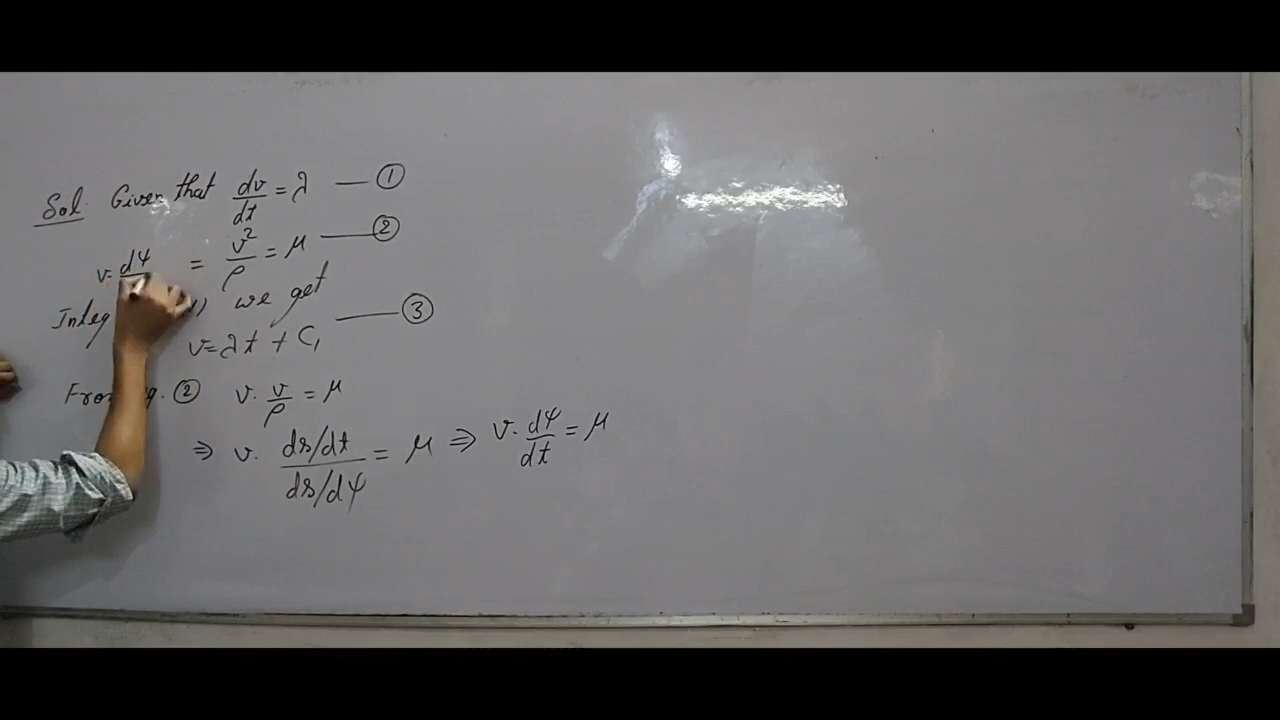 Sol. Given that dv/dt = λ — ①
v. dψ = v²/ρ = μ — ②
we get
v = λt + C₁ — ③
② v. v/ρ = μ
⇒ v. (ds/dt)/(ds/dψ) = μ ⇒ v. dψ/dt = μ